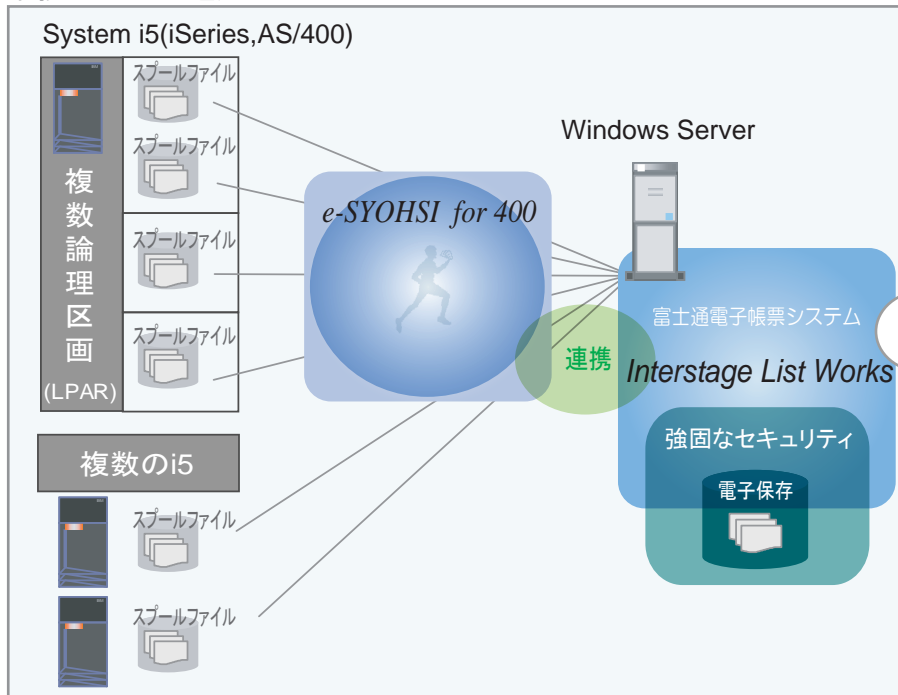 System i5(iSeries,AS/400)
スプールファイル
スプールファイル
スプールファイル
スプールファイル
複数論理区画
(LPAR)
複数のi5
スプールファイル
スプールファイル
e-SYOHSI for 400
連携
Windows Server
富士通電子帳票システム
Interstage List Works
強固なセキュリティ
電子保存